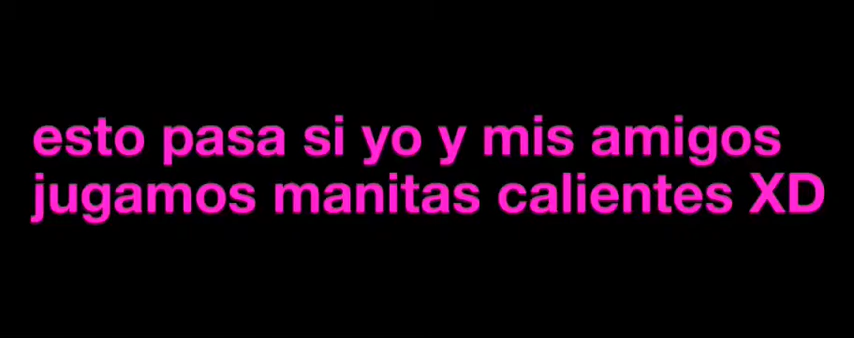 esto pasa si yo y mis amigos
jugamos manitas calientes XD